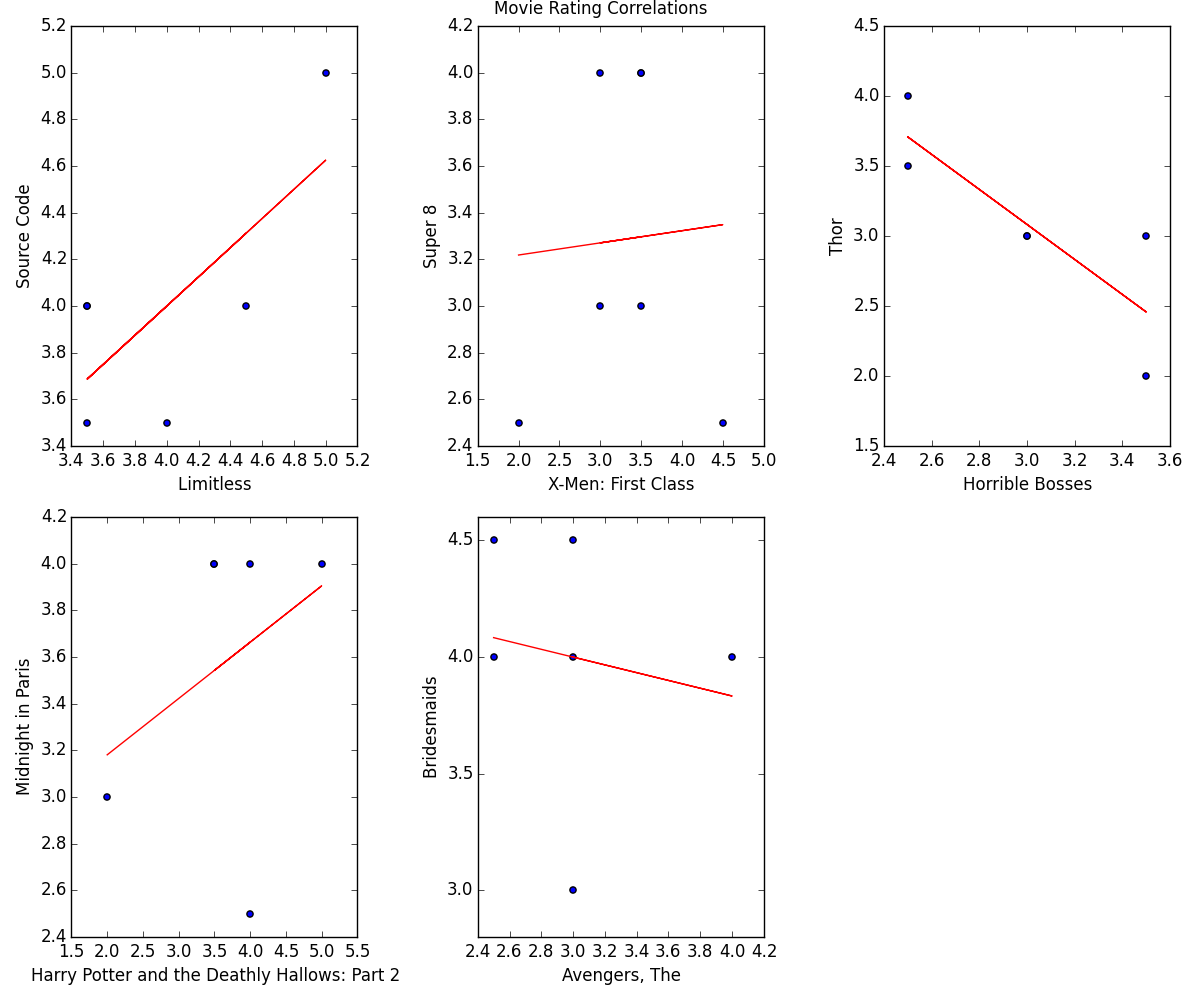 Movie Rating Correlations
5.2
5.0
4.8
4.6
4.4
4.2
4.0
3.8
3.6
3.4
Source Code
3.4 3.6 3.8 4.0 4.2 4.4 4.6 4.8 5.0 5.2
Limitless
4.2
4.0
3.8
3.6
3.4
3.2
3.0
2.8
2.6
2.4
Super 8
1.5 2.0 2.5 3.0 3.5 4.0 4.5 5.0
X-Men: First Class
4.5
4.0
3.5
3.0
2.5
2.0
1.5
Thor
2.4 2.6 2.8 3.0 3.2 3.4 3.6
Horrible Bosses
4.2
4.0
3.8
3.6
3.4
3.2
3.0
2.8
2.6
2.4
Midnight in Paris
1.5 2.0 2.5 3.0 3.5 4.0 4.5 5.0 5.5
Harry Potter and the Deathly Hallows: Part 2
4.5
4.0
3.5
3.0
Bridesmaids
2.4 2.6 2.8 3.0 3.2 3.4 3.6 3.8 4.0 4.2
Avengers, The